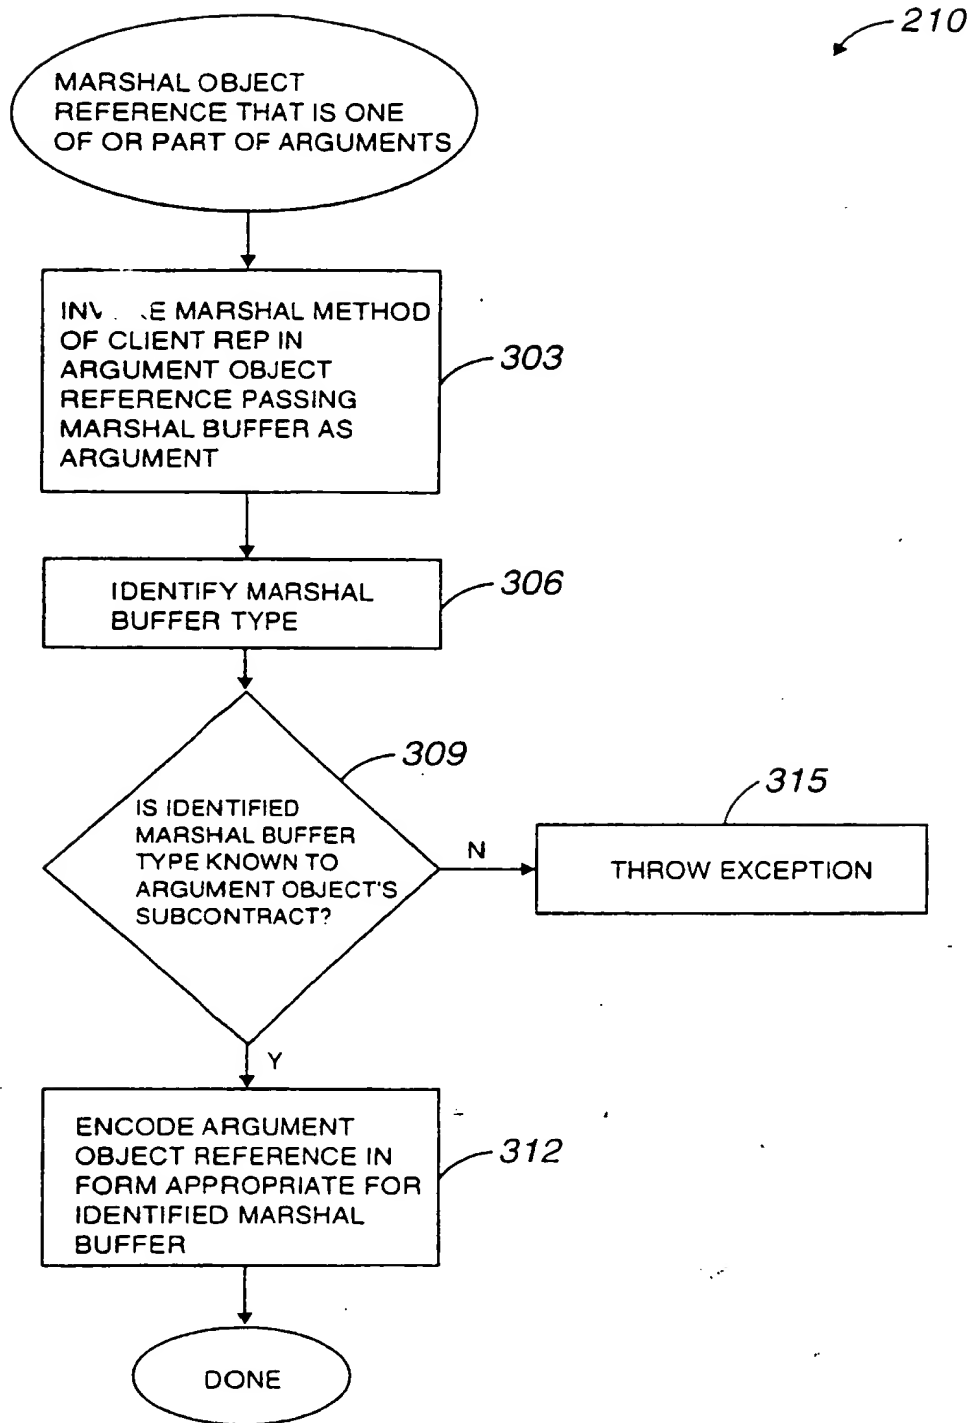 210
MARSHAL OBJECT
REFERENCE THAT IS ONE
OF OR PART OF ARGUMENTS
MARSHAL METHOD
OF CLIENT REP IN
ARGUMENT OBJECT
REFERENCE PASSING
MARSHAL BUFFER AS
ARGUMENT
303
IDENTIFY MARSHAL
BUFFER TYPE
306
309
IS IDENTIFIED
MARSHAL BUFFER
TYPE KNOWN TO
ARGUMENT OBJECT'S
SUBCONTRACT?
N
315
THROW EXCEPTION
Y
ENCODE ARGUMENT
OBJECT REFERENCE IN
FORM APPROPRIATE FOR
IDENTIFIED MARSHAL
BUFFER
312
DONE